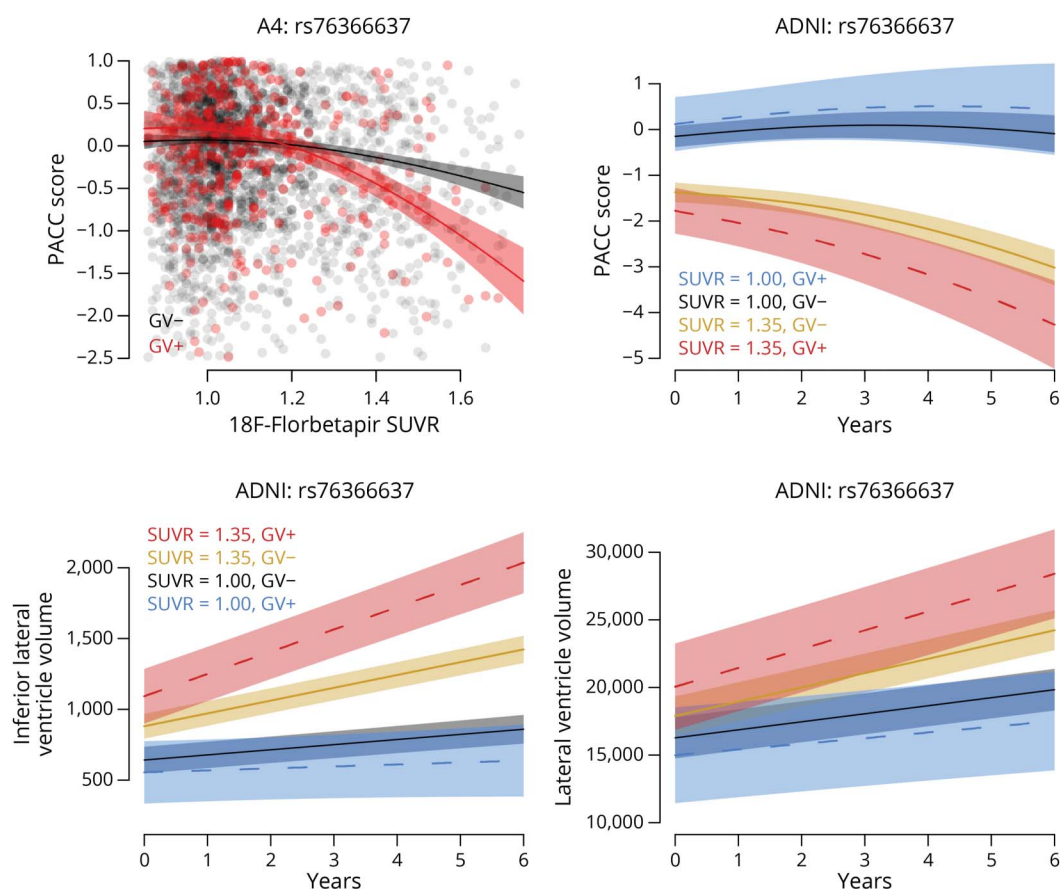 A4: rs76366637
PACC score
1.0
0.5
0.0
−0.5
−1.0
−1.5
−2.0
−2.5
GV−
GV+
1.0 1.2 1.4 1.6
18F-Florbetapir SUVR
ADNI: rs76366637
PACC score
1
0
−1
−2
−3
−4
−5
SUVR = 1.00, GV+
SUVR = 1.00, GV−
SUVR = 1.35, GV−
SUVR = 1.35, GV+
0 1 2 3 4 5 6
Years
ADNI: rs76366637
Inferior lateral
ventricle volume
SUVR = 1.35, GV+
SUVR = 1.35, GV−
SUVR = 1.00, GV−
SUVR = 1.00, GV+
2,000
1,500
1,000
500
0 1 2 3 4 5 6
Years
ADNI: rs76366637
Lateral ventricle volume
30,000
25,000
20,000
15,000
10,000
0 1 2 3 4 5 6
Years